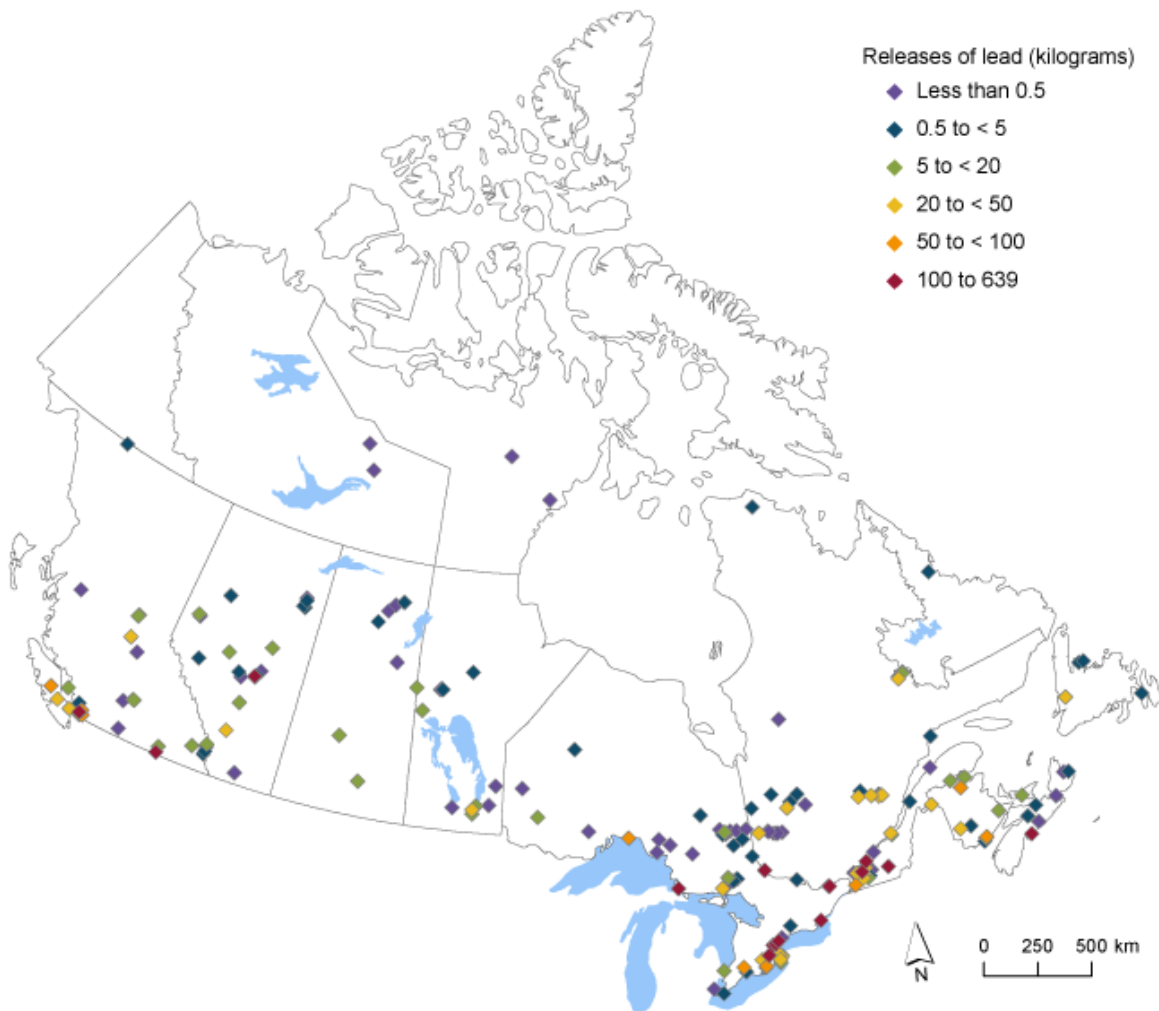 Releases of lead (kilograms)
Less than 0.5
0.5 to < 5
5 to < 20
20 to < 50
50 to < 100
100 to 639
N
0 250 500 km